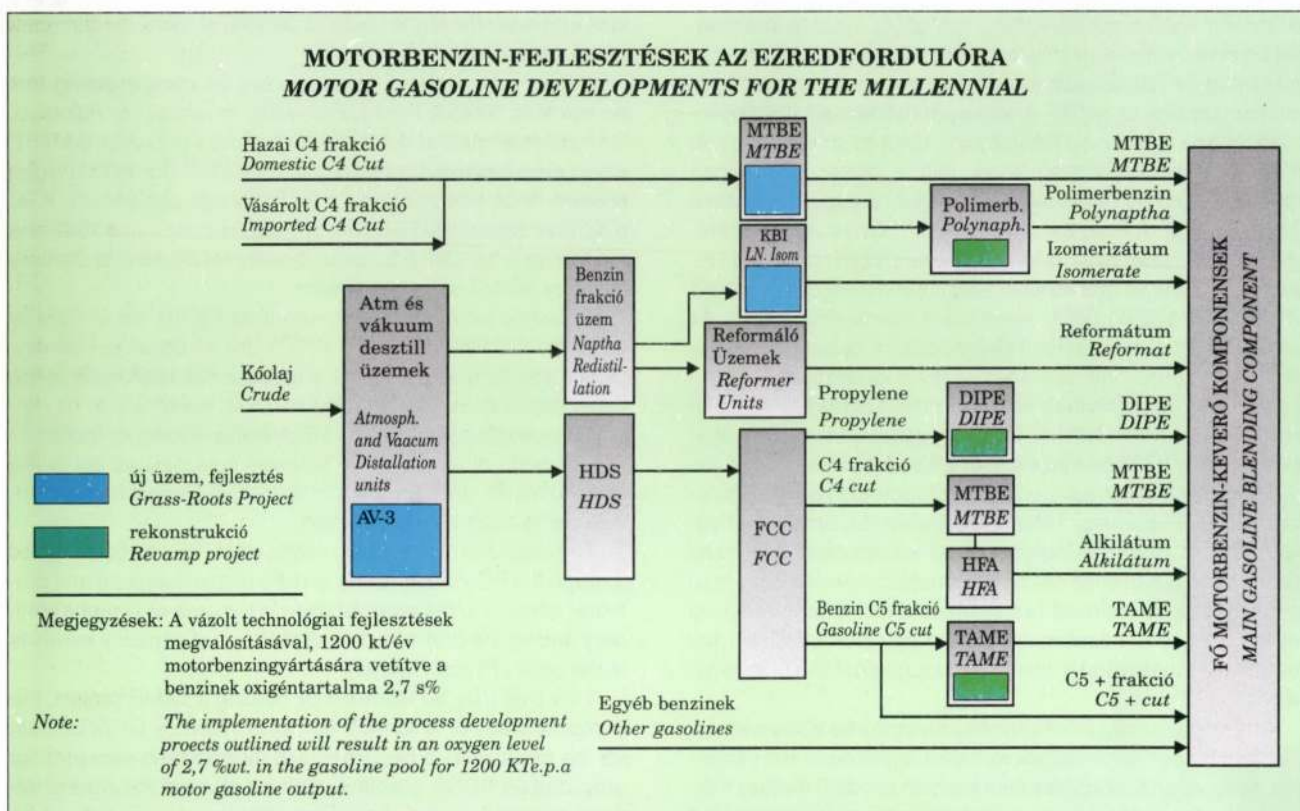 MOTORBENZIN-FEJLESZTÉSEK AZ EZREDFORDULÓRA
MOTOR GASOLINE DEVELOPMENTS FOR THE MILLENNIAL
Hazai C4 frakció
Domestic C4 Cut
Vásárolt C4 frakció
Imported C4 Cut
Kőolaj
Crude
Atm és
vákuum
desztill
üzemek
Atmosph.
and Vaacum
Distallation
units
AV-3
Benzin
frakció
üzem
Naptha
Redistil-
lation
HDS
HDS
MTBE
MTBE
KBI
LN. Isom
Reformáló
Üzemek
Reformer
Units
Polimerb.
Polynaph.
Propylene
Propylene
C4 frakció
C4 cut
FCC
FCC
Benzin C5 frakció
Gasoline C5 cut
DIPE
DIPE
MTBE
MTBE
HFA
HFA
TAME
TAME
MTBE
MTBE
Polimerbenzin
Polynaptha
Izomerizátum
Isomerate
Reformátum
Reformat
DIPE
DIPE
MTBE
MTBE
Alkilátum
Alkilátum
TAME
TAME
C5 + frakció
C5 + cut
Egyéb benzinek
Other gasolines
FŐ MOTORBENZIN-KEVERŐ KOMPONENSEK
MAIN GASOLINE BLENDING COMPONENT
új üzem, fejlesztés
Grass-Roots Project
rekonstrukció
Revamp project
Megjegyzések: A vázolt technológiai fejlesztések
megvalósításával, 1200 kt/év
motorbenzingyártására vetítve a
benzinek oxigéntartalma 2,7 s%
Note: The implementation of the process development
proects outlined will result in an oxygen level
of 2,7 %wt. in the gasoline pool for 1200 KTe.p.a
motor gasoline output.